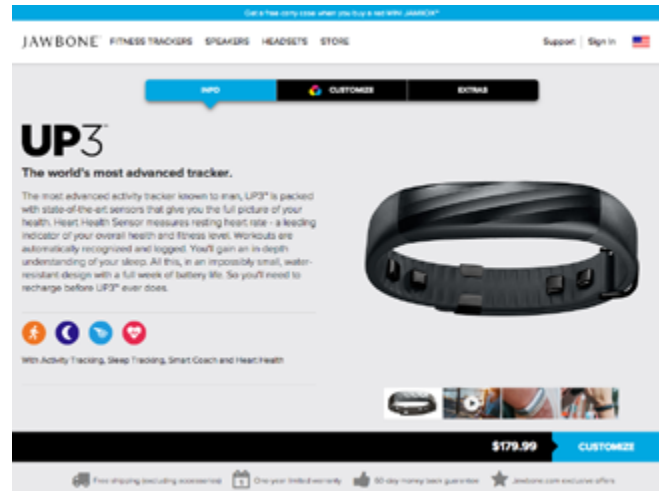 Get a free carry case when you buy a red MINI JAMBOX®
JAWBONE® FITNESS TRACKERS SPEAKERS HEADSETS STORE Support | Sign In
INFO CUSTOMIZE EXTRAS
UP3™
The world's most advanced tracker.
The most advanced activity tracker known to man, UP3™ is packed
with state-of-the-art sensors that give you the full picture of your
health. Heart Health Sensor measures resting heart rate - a leading
indicator of your overall health and fitness level. Workouts are
automatically recognized and logged. You'll gain an in depth
understanding of your sleep. All this, in an impossibly small, water-
resistant design with a full week of battery life. So you'll need to
recharge before UP3™ ever does.
With Activity Tracking, Sleep Tracking, Smart Coach and Heart Health
$179.99 CUSTOMIZE
Free shipping (excluding accessories) One-year limited warranty 60-day money back guarantee Jawbone.com exclusive offers